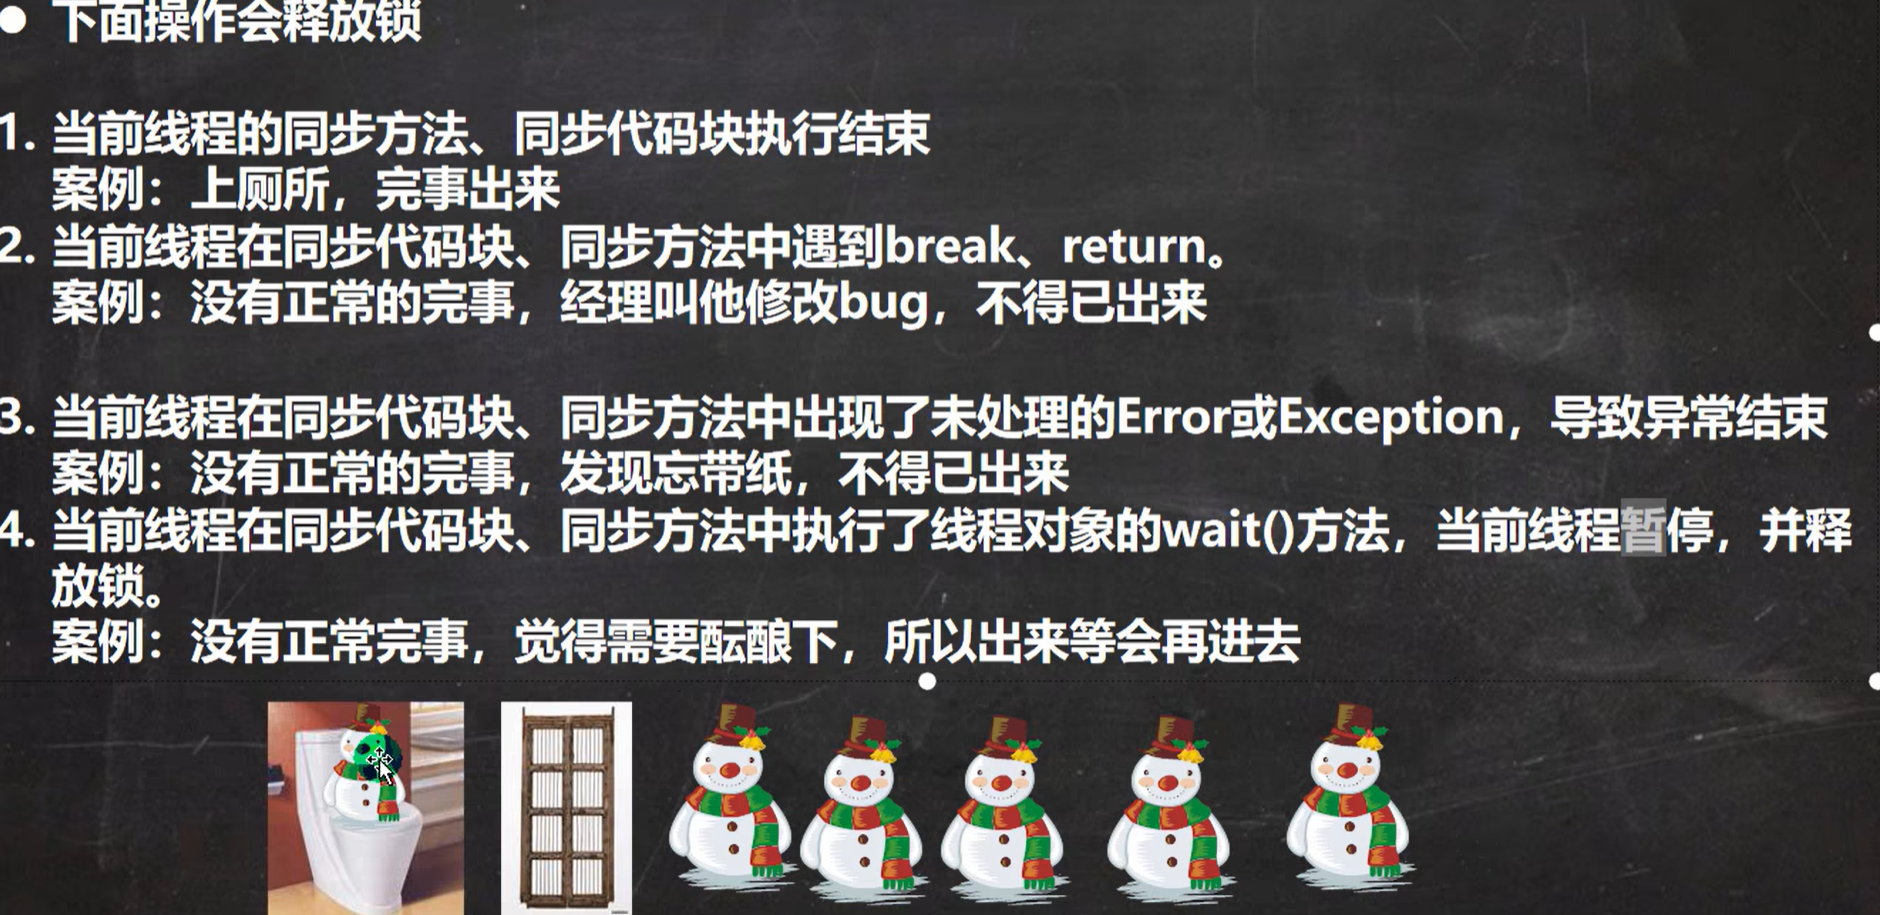 ● 下面操作会释放锁
1. 当前线程的同步方法、同步代码块执行结束
案例：上厕所，完事出来
2. 当前线程在同步代码块、同步方法中遇到break、return。
案例：没有正常的完事，经理叫他修改bug，不得已出来
3. 当前线程在同步代码块、同步方法中出现了未处理的Error或Exception，导致异常结束
案例：没有正常的完事，发现忘带纸，不得已出来
4. 当前线程在同步代码块、同步方法中执行了线程对象的wait()方法，当前线程暂停，并释
放锁。
案例：没有正常完事，觉得需要酝酿下，所以出来等会再进去